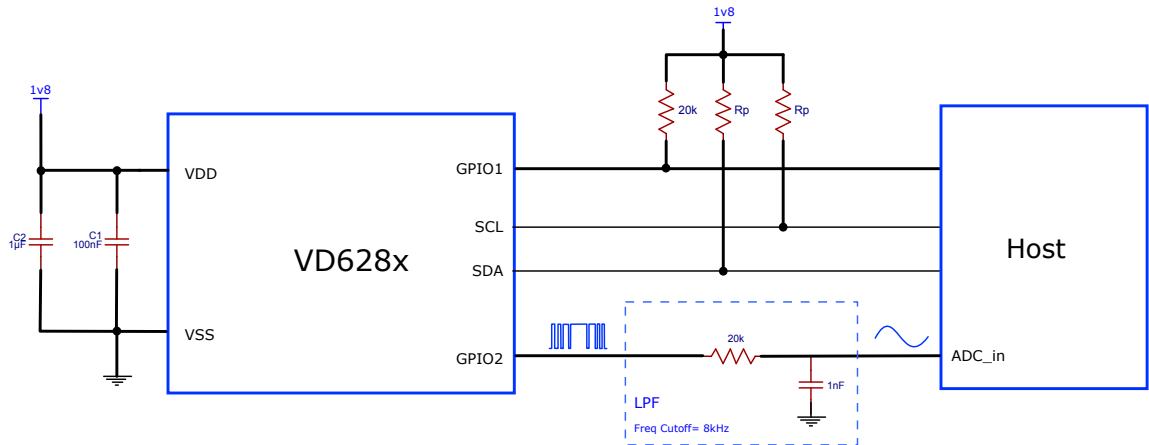 1v8
1v8
20k
Rp
Rp
VDD
GPIO1
C2
1µF
C1
100nF
SCL
VD628x
SDA
Host
VSS
GPIO2
20k
ADC_in
1nF
LPF
Freq Cutoff= 8kHz